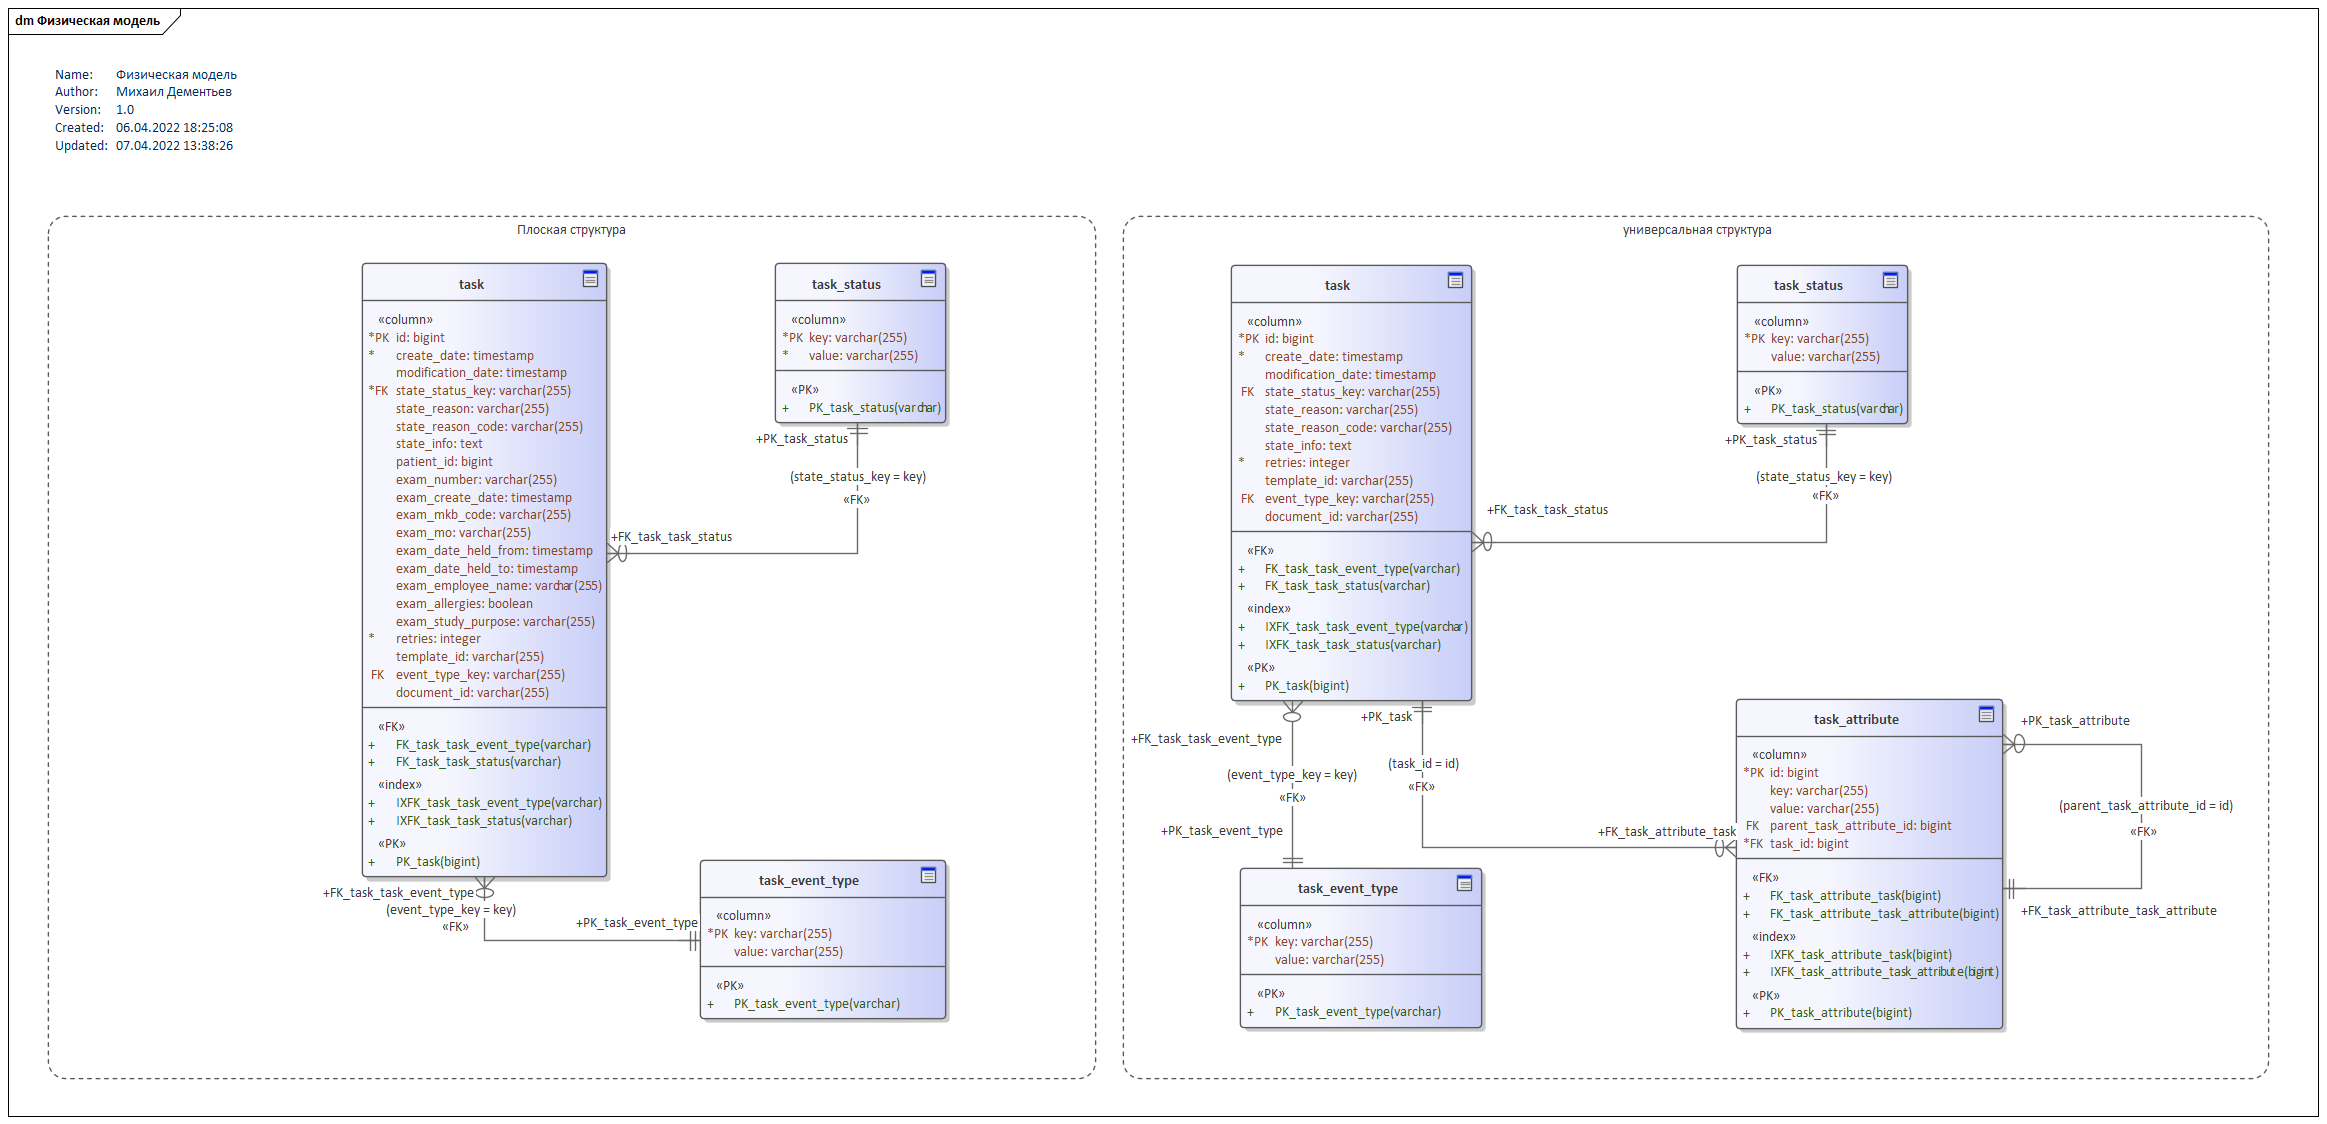 dm Физическая модель
Name: Физическая модель
Author: Михаил Дементьев
Version: 1.0
Created: 06.04.2022 18:25:08
Updated: 07.04.2022 13:38:26
Плоская структура
task
«column»
*PK id: bigint
* create_date: timestamp
modification_date: timestamp
*FK state_status_key: varchar(255)
state_reason: varchar(255)
state_reason_code: varchar(255)
state_info: text
patient_id: bigint
exam_number: varchar(255)
exam_create_date: timestamp
exam_mkb_code: varchar(255)
exam_mo: varchar(255)
exam_date_held_from: timestamp
exam_date_held_to: timestamp
exam_employee_name: varchar(255)
exam_allergies: boolean
exam_study_purpose: varchar(255)
* retries: integer
template_id: varchar(255)
FK event_type_key: varchar(255)
document_id: varchar(255)
«FK»
+ FK_task_task_event_type(varchar)
+ FK_task_task_status(varchar)
«index»
+ IXFK_task_task_event_type(varchar)
+ IXFK_task_task_status(varchar)
«PK»
+ PK_task(bigint)
task_status
«column»
*PK key: varchar(255)
* value: varchar(255)
«PK»
+ PK_task_status(varchar)
+PK_task_status
(state_status_key = key)
«FK»
+FK_task_task_status
+FK_task_task_event_type
(event_type_key = key)
«FK»
+PK_task_event_type
task_event_type
«column»
*PK key: varchar(255)
value: varchar(255)
«PK»
+ PK_task_event_type(varchar)
универсальная структура
task
«column»
*PK id: bigint
* create_date: timestamp
modification_date: timestamp
FK state_status_key: varchar(255)
state_reason: varchar(255)
state_reason_code: varchar(255)
state_info: text
* retries: integer
template_id: varchar(255)
FK event_type_key: varchar(255)
document_id: varchar(255)
«FK»
+ FK_task_task_event_type(varchar)
+ FK_task_task_status(varchar)
«index»
+ IXFK_task_task_event_type(varchar)
+ IXFK_task_task_status(varchar)
«PK»
+ PK_task(bigint)
task_status
«column»
*PK key: varchar(255)
value: varchar(255)
«PK»
+ PK_task_status(varchar)
+PK_task_status
(state_status_key = key)
«FK»
+FK_task_task_status
+FK_task_task_event_type
(event_type_key = key)
«FK»
+PK_task_event_type
+PK_task
(task_id = id)
«FK»
+FK_task_attribute_task
task_event_type
«column»
*PK key: varchar(255)
value: varchar(255)
«PK»
+ PK_task_event_type(varchar)
task_attribute
«column»
*PK id: bigint
key: varchar(255)
value: varchar(255)
FK parent_task_attribute_id: bigint
*FK task_id: bigint
«FK»
+ FK_task_attribute_task(bigint)
+ FK_task_attribute_task_attribute(bigint)
«index»
+ IXFK_task_attribute_task(bigint)
+ IXFK_task_attribute_task_attribute(bigint)
«PK»
+ PK_task_attribute(bigint)
+PK_task_attribute
(parent_task_attribute_id = id)
«FK»
+FK_task_attribute_task_attribute